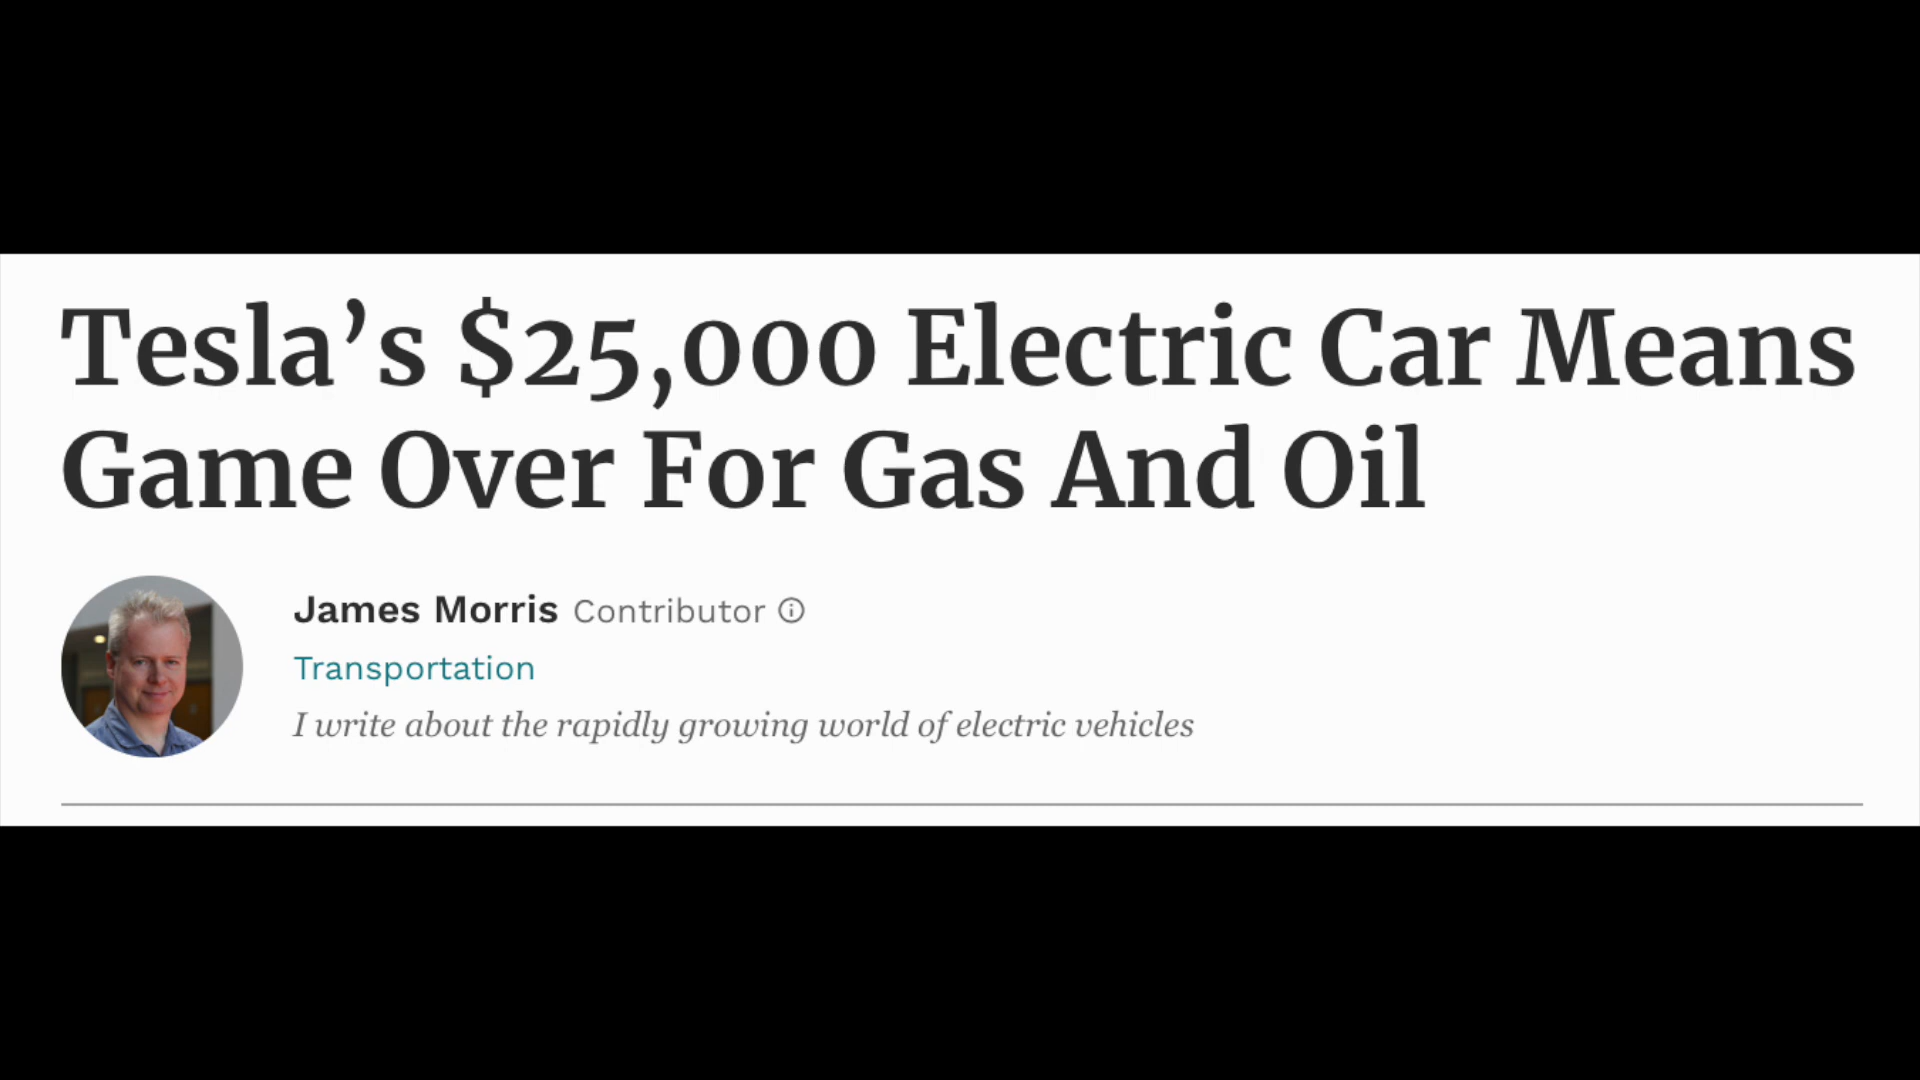 Tesla’s $25,000 Electric Car Means
Game Over For Gas And Oil
James Morris Contributor
Transportation
I write about the rapidly growing world of electric vehicles